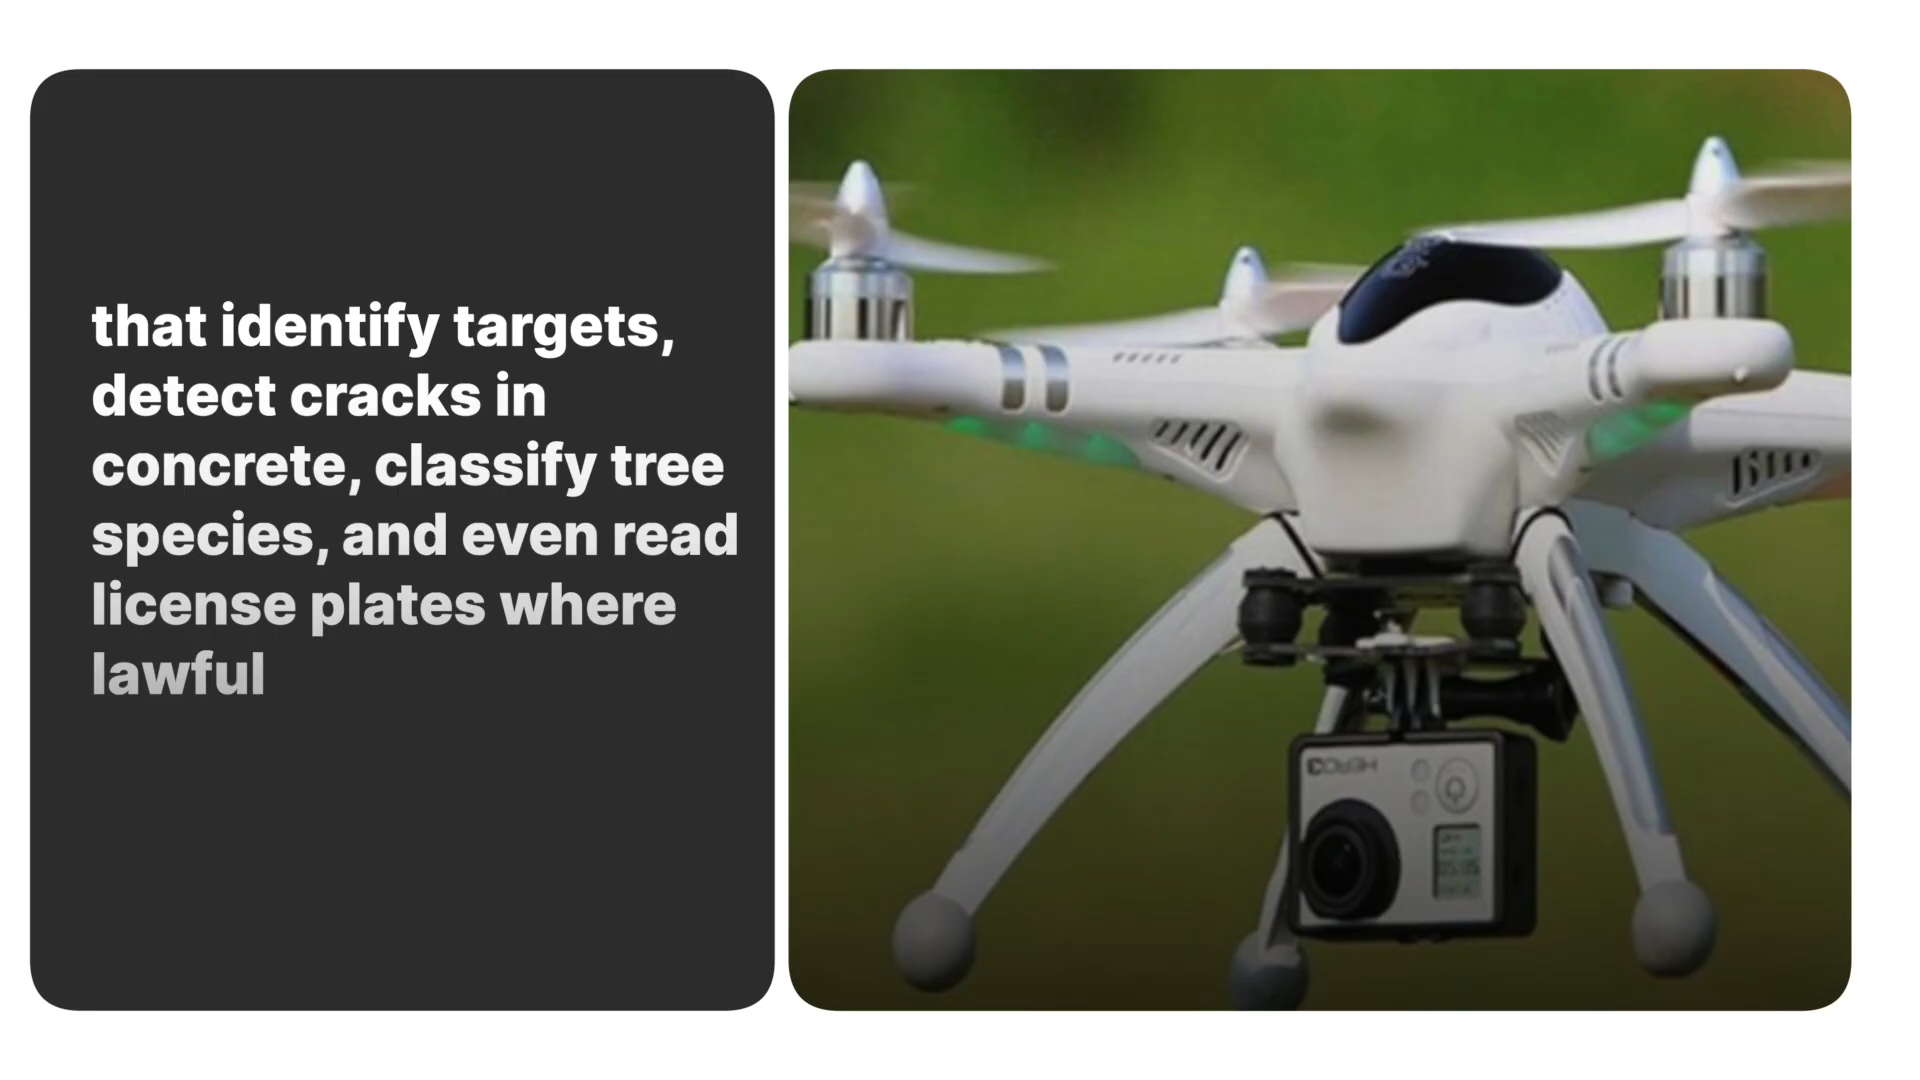 that identify targets,
detect cracks in
concrete, classify tree
species, and even read
license plates where
lawful